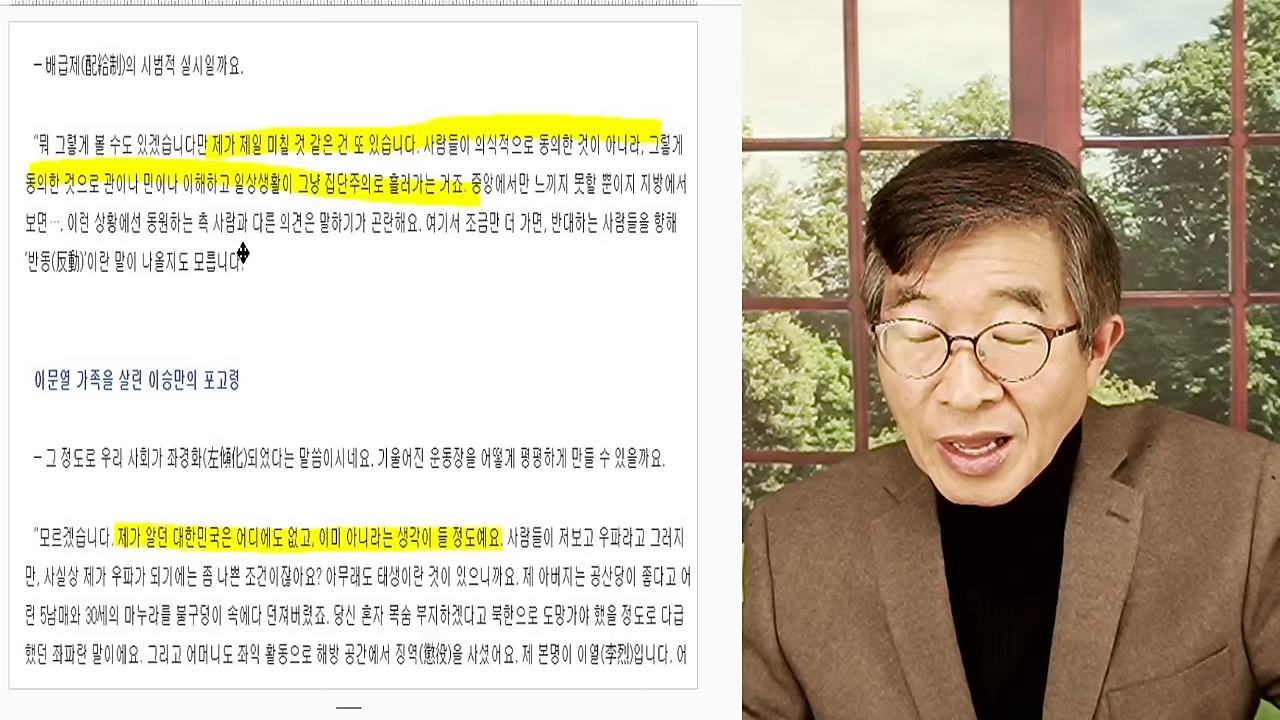 – 배급제(配給制)의 시범적 실시일까요.
“뭐 그렇게 볼 수도 있겠습니다만 제가 제일 미칠 것 같은 건 또 있습니다. 사람들이 의식적으로 동의한 것이 아니라, 그렇게
동의한 것으로 관이나 민이나 이해하고 일상생활이 그냥 집단주의로 흘러가는 거죠. 중앙에서만 느끼지 못할 뿐이지 지방에서
보면…. 이런 상황에선 동원하는 측 사람과 다른 의견은 말하기가 곤란해요. 여기서 조금만 더 가면, 반대하는 사람들을 향해
‘반동(反動)’이란 말이 나올지도 모릅니다.”
이문열 가족을 살린 이승만의 포고령
– 그 정도로 우리 사회가 좌경화(左傾化)되었다는 말씀이시네요. 기울어진 운동장을 어떻게 평평하게 만들 수 있을까요.
“모르겠습니다. 제가 알던 대한민국은 어디에도 없고, 이미 아니라는 생각이 들 정도예요. 사람들이 저보고 우파라고 그러지
만, 사실상 제가 우파가 되기에는 좀 나쁜 조건이잖아요? 아무래도 태생이란 것이 있으니까요. 제 아버지는 공산당이 좋다고 어
린 5남매와 30세의 마누라를 불구덩이 속에다 던져버렸죠. 당신 혼자 목숨 부지하겠다고 북한으로 도망가야 했을 정도로 다급
했던 좌파란 말이에요. 그리고 어머니도 좌익 활동으로 해방 공간에서 징역(懲役)을 사셨어요. 제 본명이 이열(李烈)입니다. 어